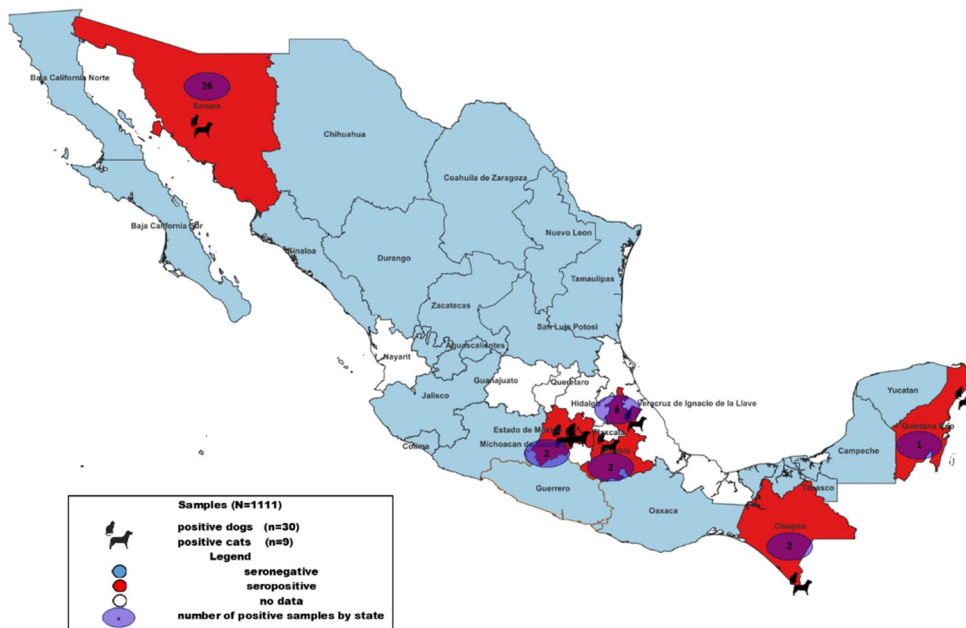 Baja California Norte
26
Sonora
Chihuahua
Coahuila de Zaragoza
Baja California Sur
Nuevo Leon
Sinaloa
Durango
Tamaulipas
Zacatecas
San Luis Potosi
Aguascalientes
Nayarit
Guanajuato
Queretaro
Yucatan
Jalisco
Hidalgo
6
Veracruz de Ignacio de la Llave
Quintana Roo
Estado de Mexico
Tlaxcala
Colima
Michoacan de
1
Puebla
Campeche
2
2
Tabasco
Guerrero
Oaxaca
Chiapas
2
Samples (N=1111)
positive dogs (n=30)
positive cats (n=9)
Legend
seronegative
seropositive
no data
number of positive samples by state